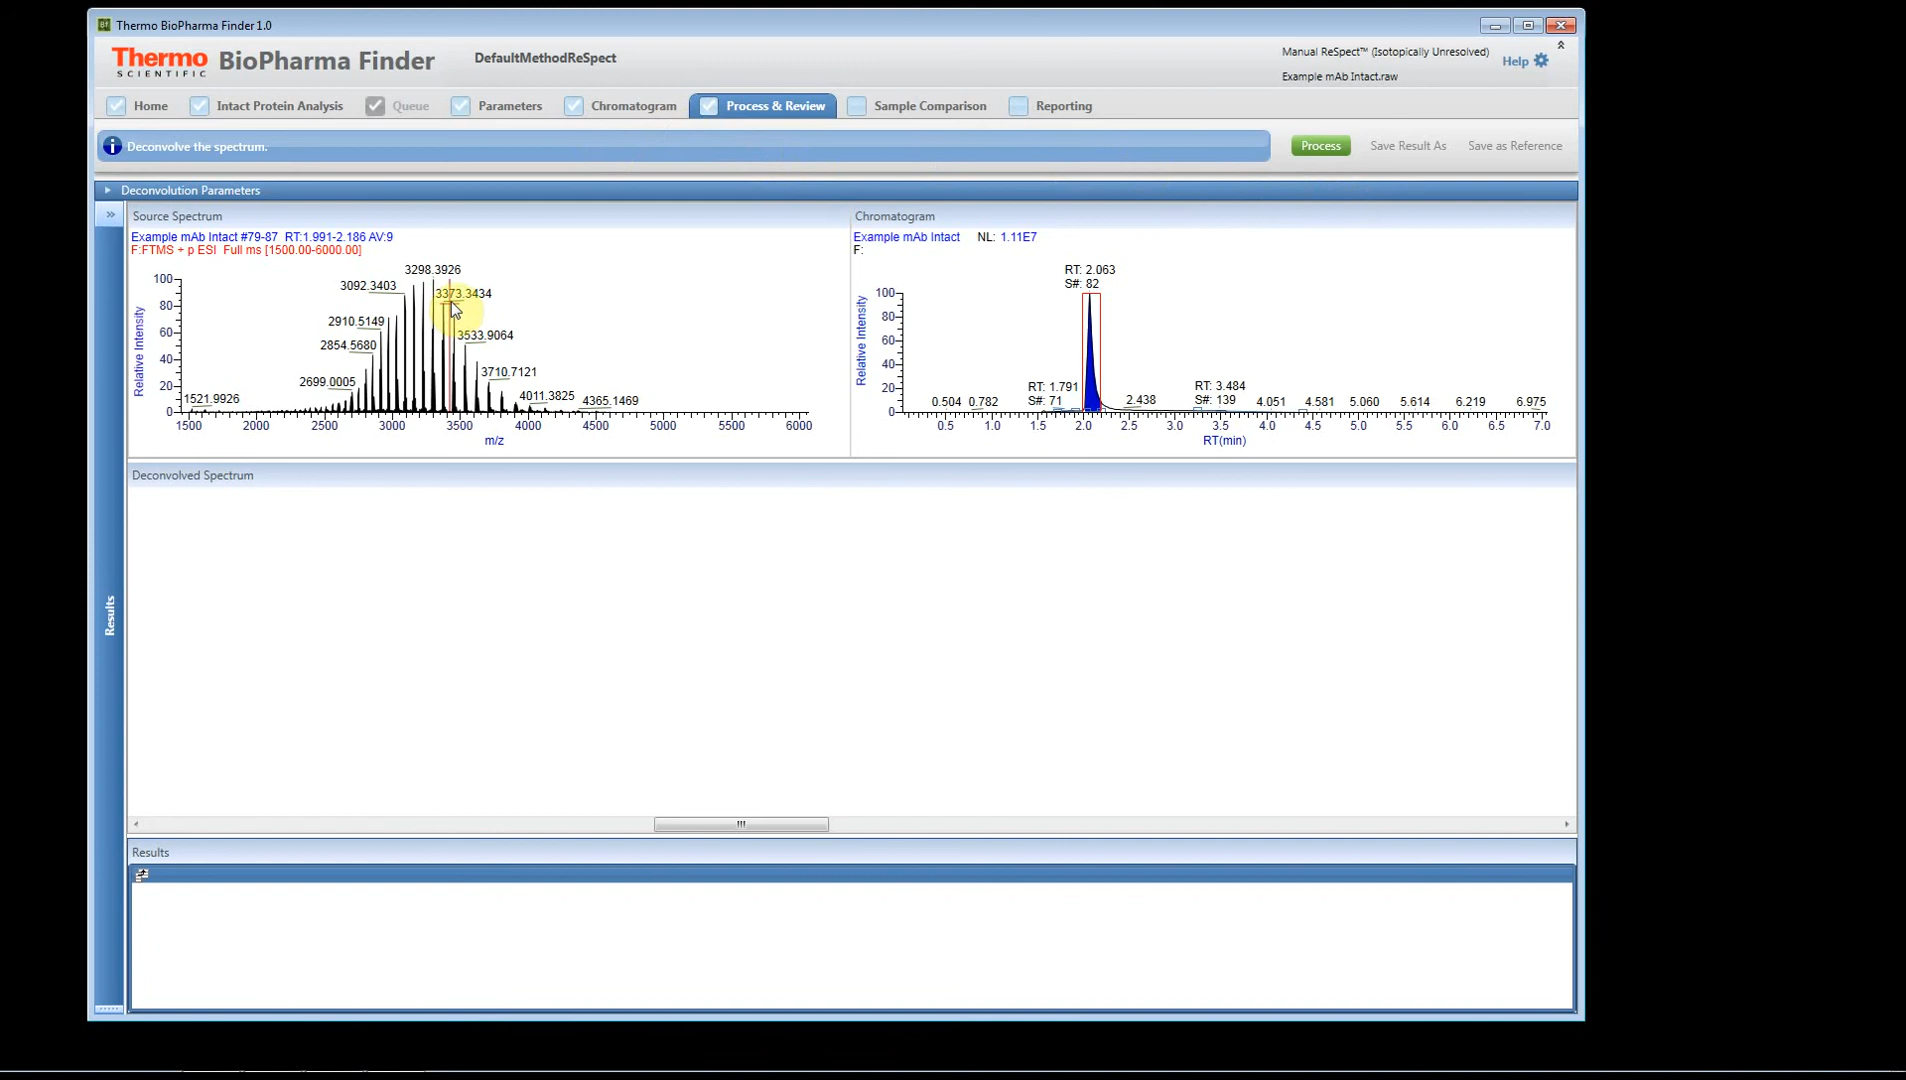 Thermo BioPharma Finder 1.0
Thermo
SCIENTIFIC
BioPharma Finder
DefaultMethodReSpect
Manual ReSpect™ (Isotopically Unresolved)
Example mAb Intact.raw
Help
Home
Intact Protein Analysis
Queue
Parameters
Chromatogram
Process & Review
Sample Comparison
Reporting
Deconvolve the spectrum.
Process
Save Result As
Save as Reference
Deconvolution Parameters
Source Spectrum
Example mAb Intact #79-87 RT:1.991-2.186 AV:9
F:FTMS + p ESI Full ms [1500.00-6000.00]
3298.3926
3092.3403
3373.3434
2910.5149
3533.9064
2854.5680
3710.7121
2699.0005
4011.3825
1521.9926
4365.1469
100
80
60
40
20
0
Relative Intensity
1500 2000 2500 3000 3500 4000 4500 5000 5500 6000
m/z
Chromatogram
Example mAb Intact NL: 1.11E7
F:
RT: 2.063
S#: 82
RT: 1.791
S#: 71
RT: 3.484
S#: 139
0.504 0.782 2.438 4.051 4.581 5.060 5.614 6.219 6.975
100
80
60
40
20
0
Relative Intensity
0.5 1.0 1.5 2.0 2.5 3.0 3.5 4.0 4.5 5.0 5.5 6.0 6.5 7.0
RT(min)
Deconvolved Spectrum
Results
Results